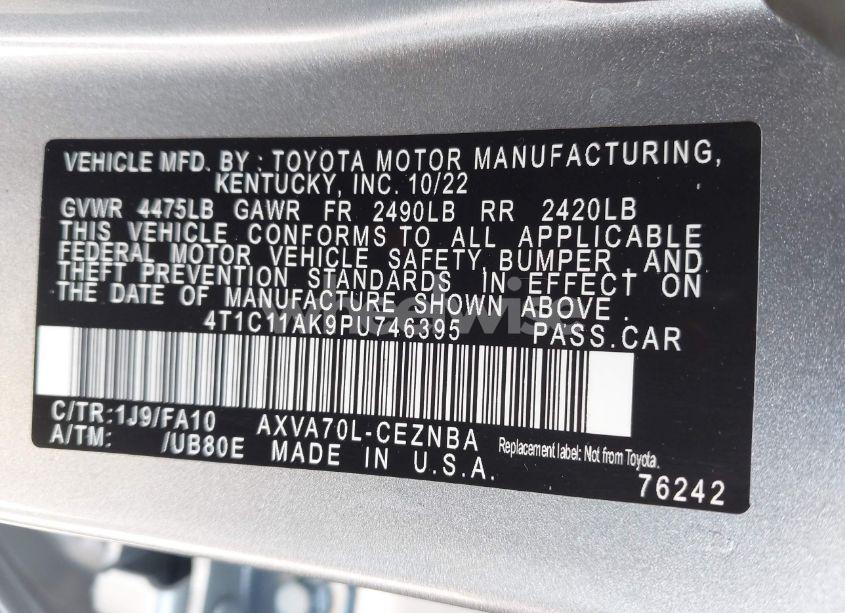 VEHICLE MFD. BY : TOYOTA MOTOR MANUFACTURING,
KENTUCKY, INC. 10/22
GVWR 4475LB GAWR FR 2490LB RR 2420LB
THIS VEHICLE CONFORMS TO ALL APPLICABLE
FEDERAL MOTOR VEHICLE SAFETY, BUMPER, AND
THEFT PREVENTION STANDARDS IN EFFECT ON
THE DATE OF MANUFACTURE SHOWN ABOVE.
4T1C11AK9PU746395 PASS.CAR
C/TR:1J9/FA10 AXVA70L-CEZNBA
A/TM: /UB80E MADE IN U.S.A.
Replacement label: Not from Toyota.
76242